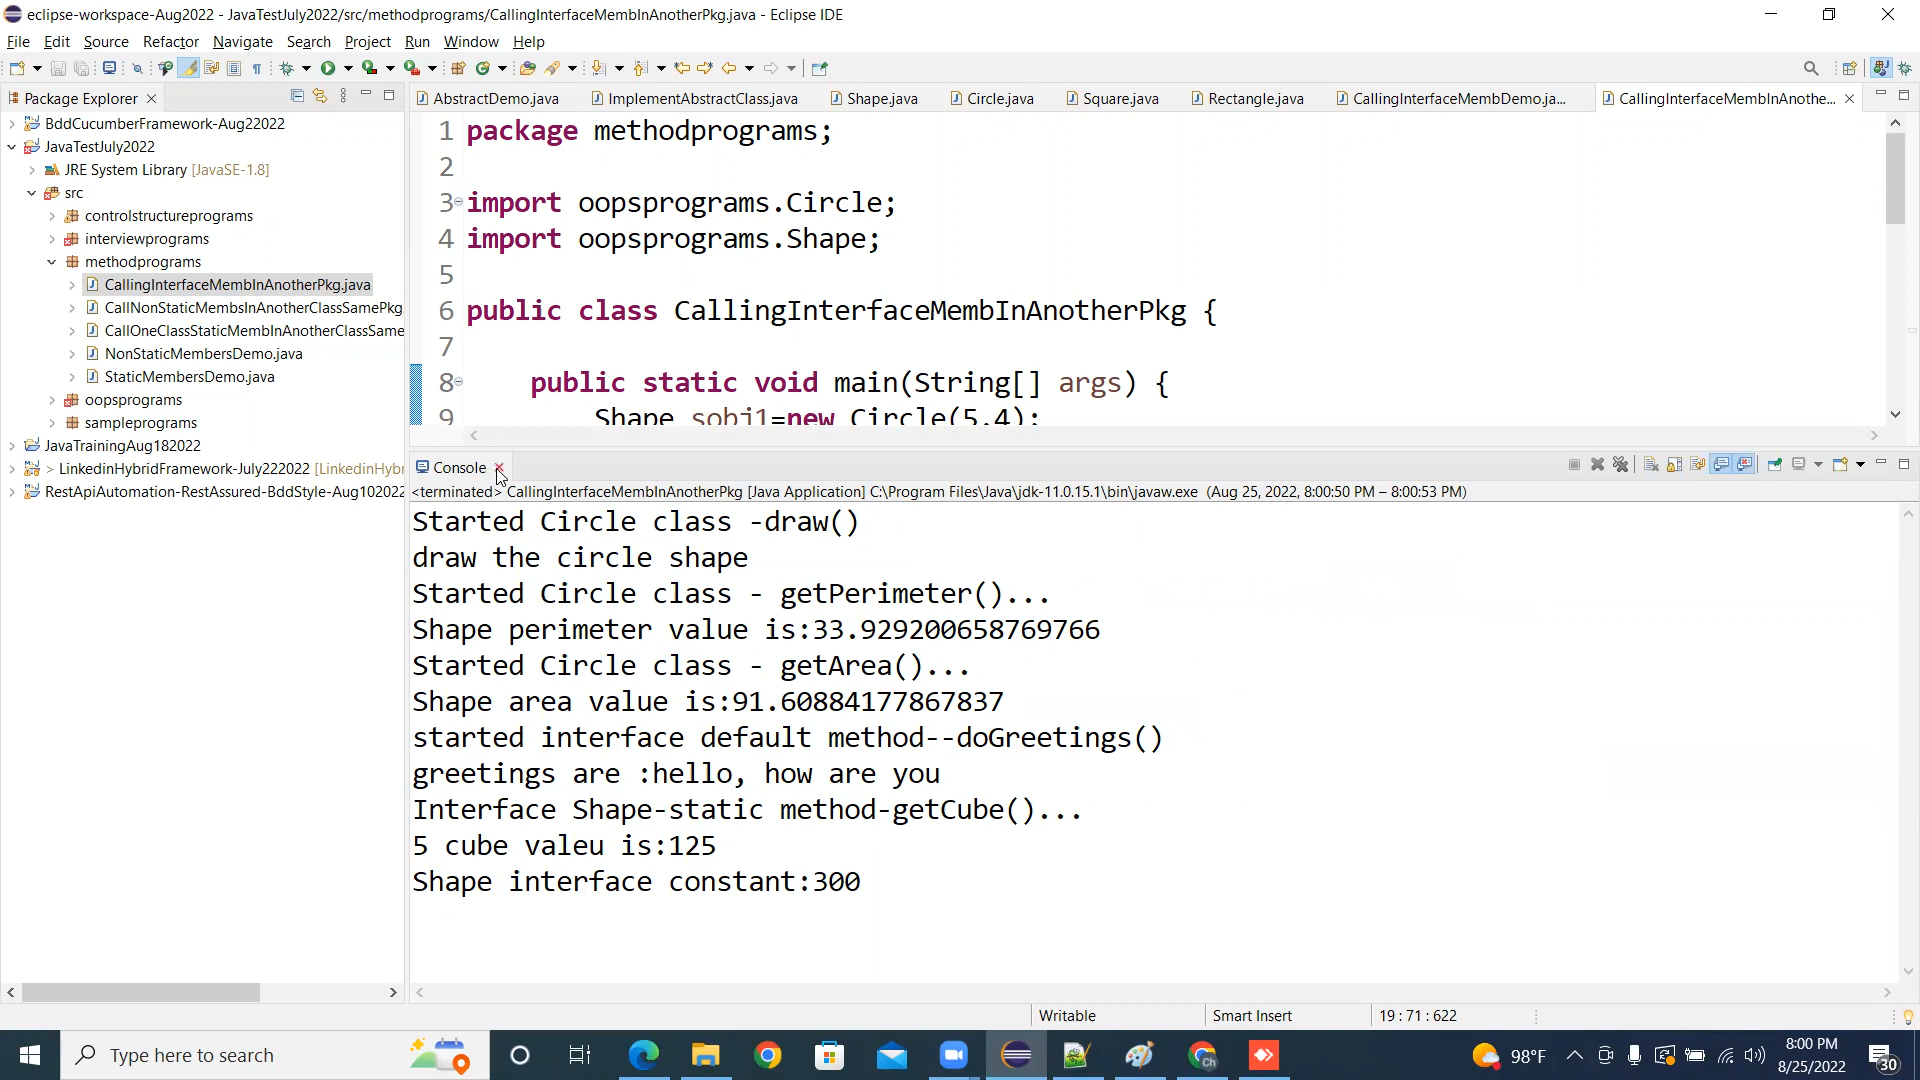 eclipse-workspace-Aug2022 - JavaTestJuly2022/src/methodprograms/CallingInterfaceMembInAnotherPkg.java - Eclipse IDE
File Edit Source Refactor Navigate Search Project Run Window Help
Package Explorer
BddCucumberFramework-Aug22022
JavaTestJuly2022
JRE System Library [JavaSE-1.8]
src
controlstructureprograms
interviewprograms
methodprograms
CallingInterfaceMembInAnotherPkg.java
CallNonStaticMembsInAnotherClassSamePkg
CallOneClassStaticMembInAnotherClassSame
NonStaticMembersDemo.java
StaticMembersDemo.java
oopsprograms
sampleprograms
JavaTrainingAug182022
> LinkedinHybridFramework-July222022 [LinkedinHybr
RestApiAutomation-RestAssured-BddStyle-Aug102022
AbstractDemo.java ImplementAbstractClass.java Shape.java Circle.java Square.java Rectangle.java CallingInterfaceMembDemo.ja... CallingInterfaceMembInAnothe...
1 package methodprograms;
2
3 import oopsprograms.Circle;
4 import oopsprograms.Shape;
5
6 public class CallingInterfaceMembInAnotherPkg {
7
8 public static void main(String[] args) {
9 Shape sobj1=new Circle(5.4);
Console
<terminated> CallingInterfaceMembInAnotherPkg [Java Application] C:\Program Files\Java\jdk-11.0.15.1\bin\javaw.exe (Aug 25, 2022, 8:00:50 PM – 8:00:53 PM)
Started Circle class -draw()
draw the circle shape
Started Circle class - getPerimeter()...
Shape perimeter value is:33.929200658769766
Started Circle class - getArea()...
Shape area value is:91.60884177867837
started interface default method--doGreetings()
greetings are :hello, how are you
Interface Shape-static method-getCube()...
5 cube valeu is:125
Shape interface constant:300
Writable Smart Insert 19 : 71 : 622
Type here to search
Ch
98°F
8:00 PM
8/25/2022
30